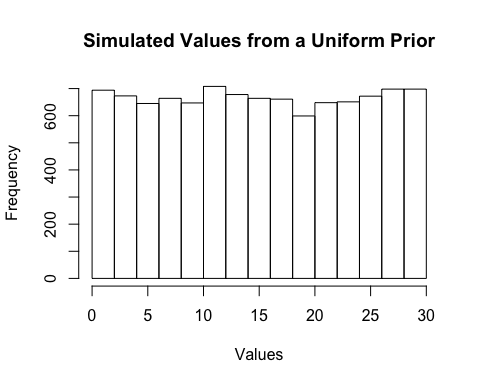 Simulated Values from a Uniform Prior
Frequency
600
400
200
0
0 5 10 15 20 25 30
Values